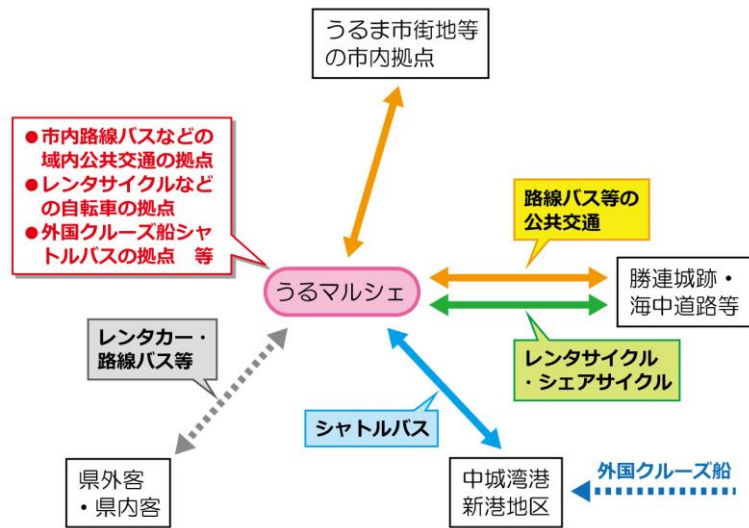 うるま市街地等
の市内拠点
●市内路線バスなどの
域内公共交通の拠点
●レンタサイクルなど
の自転車の拠点
●外国クルーズ船シャ
トルバスの拠点　等
路線バス等の
公共交通
うるマルシェ
勝連城跡・
海中道路等
レンタカー・
路線バス等
レンタサイクル
・シェアサイクル
シャトルバス
県外客
・県内客
中城湾港
新港地区
外国クルーズ船